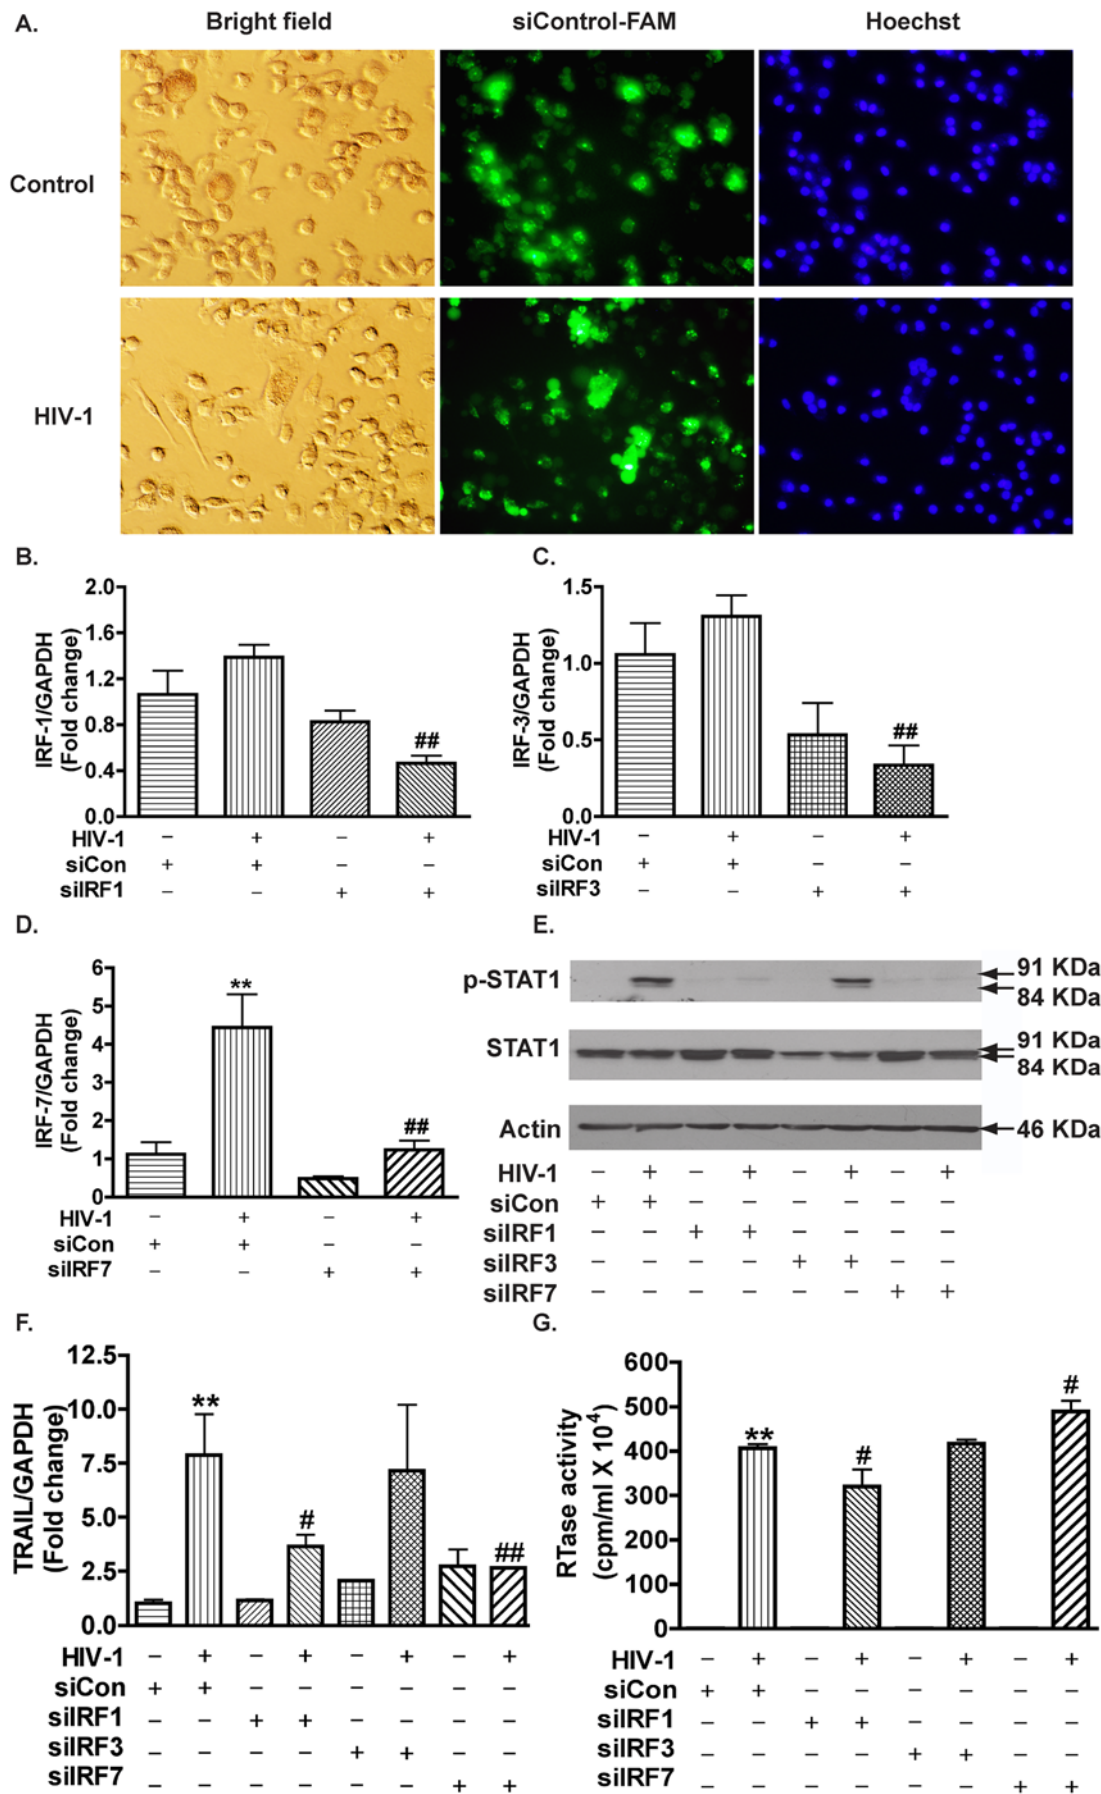 A.
Bright field siControl-FAM Hoechst
Control
HIV-1
B.
IRF-1/GAPDH
(Fold change)
2.0
1.6
1.2
0.8
0.4
0.0
HIV-1 – + – +
siCon + + – –
siIRF1 – – + +
##
C.
IRF-3/GAPDH
(Fold change)
1.5
1.0
0.5
0.0
##
HIV-1 – + – +
siCon + + – –
siIRF3 – – + +
D.
IRF-7/GAPDH
(Fold change)
6
5
4
3
2
1
0
**
##
HIV-1 – + – +
siCon + + – –
siIRF7 – – + +
E.
p-STAT1 91 KDa
84 KDa
STAT1 91 KDa
84 KDa
Actin 46 KDa
HIV-1 – + – + – + – +
siCon + + – – – – – –
siIRF1 – – + + – – – –
siIRF3 – – – – + + – –
siIRF7 – – – – – – + +
F.
TRAIL/GAPDH
(Fold change)
12.5
10.0
7.5
5.0
2.5
0.0
**
#
##
HIV-1 – + – + – + – +
siCon + + – – – – – –
siIRF1 – – + + – – – –
siIRF3 – – – – + + – –
siIRF7 – – – – – – + +
G.
RTase activity
(cpm/ml X 10⁴)
600
500
400
300
200
100
0
**
#
#
HIV-1 – + – + – + – +
siCon + + – – – – – –
siIRF1 – – + + – – – –
siIRF3 – – – – + + – –
siIRF7 – – – – – – + +